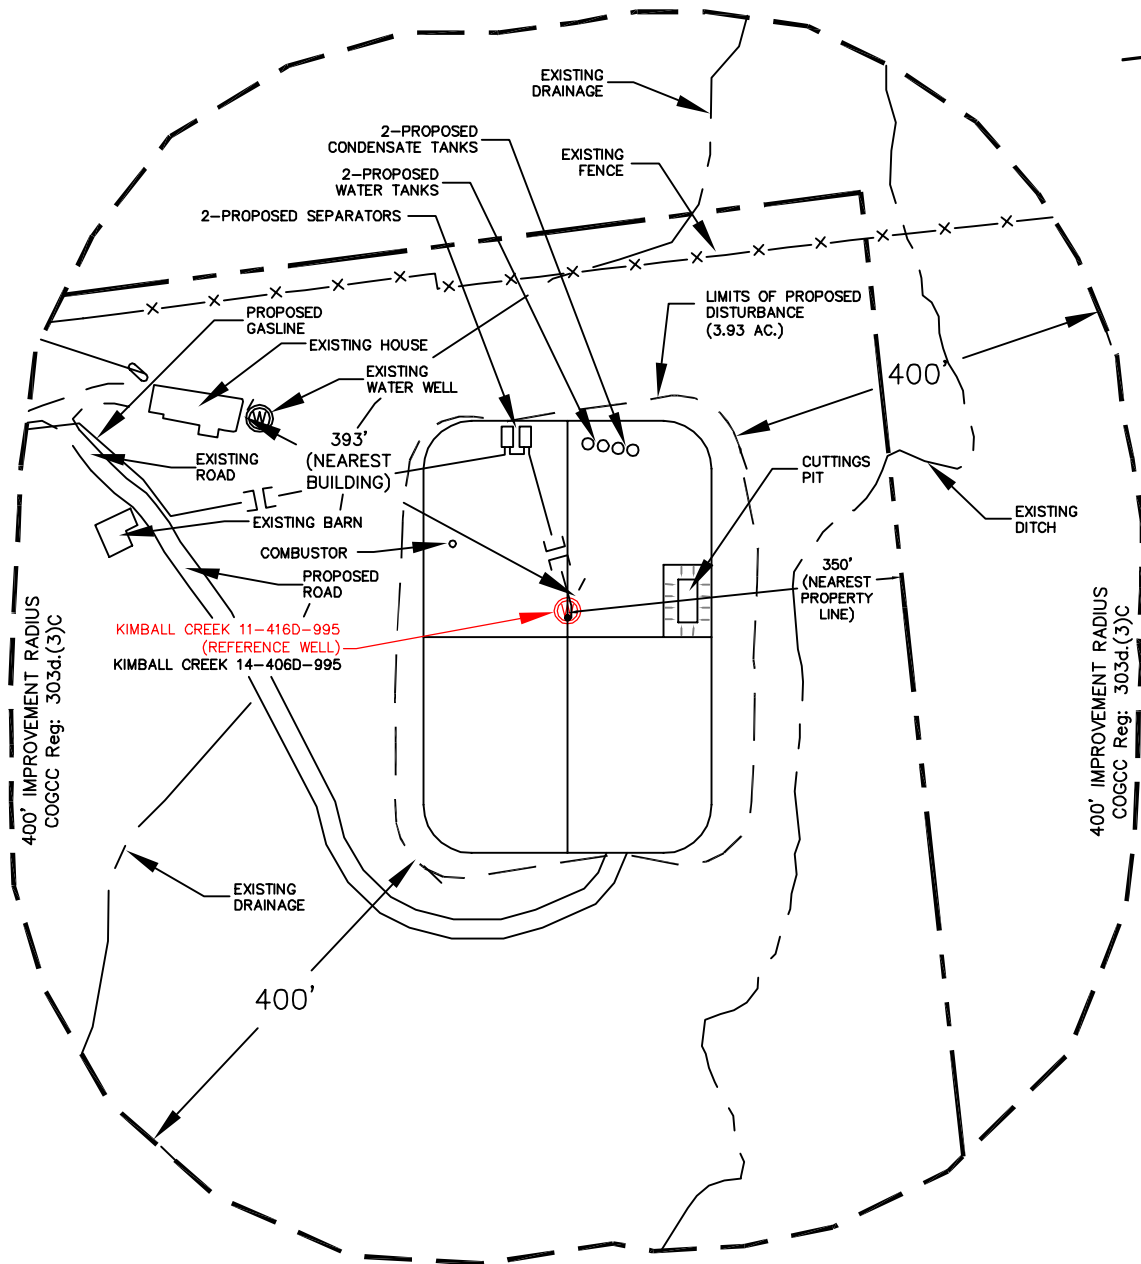 EXISTING
DRAINAGE
2-PROPOSED
CONDENSATE TANKS
EXISTING
FENCE
2-PROPOSED
WATER TANKS
2-PROPOSED SEPARATORS
PROPOSED
GASLINE
LIMITS OF PROPOSED
DISTURBANCE
(3.93 AC.)
EXISTING HOUSE
EXISTING
WATER WELL
400'
W
393'
(NEAREST
BUILDING)
EXISTING
ROAD
CUTTINGS
PIT
EXISTING
DITCH
EXISTING BARN
COMBUSTOR
PROPOSED
ROAD
350'
(NEAREST
PROPERTY
LINE)
W
KIMBALL CREEK 11-416D-995
(REFERENCE WELL)
KIMBALL CREEK 14-406D-995
400' IMPROVEMENT RADIUS
COGCC Reg: 303d.(3)C
400' IMPROVEMENT RADIUS
COGCC Reg: 303d.(3)C
EXISTING
DRAINAGE
400'